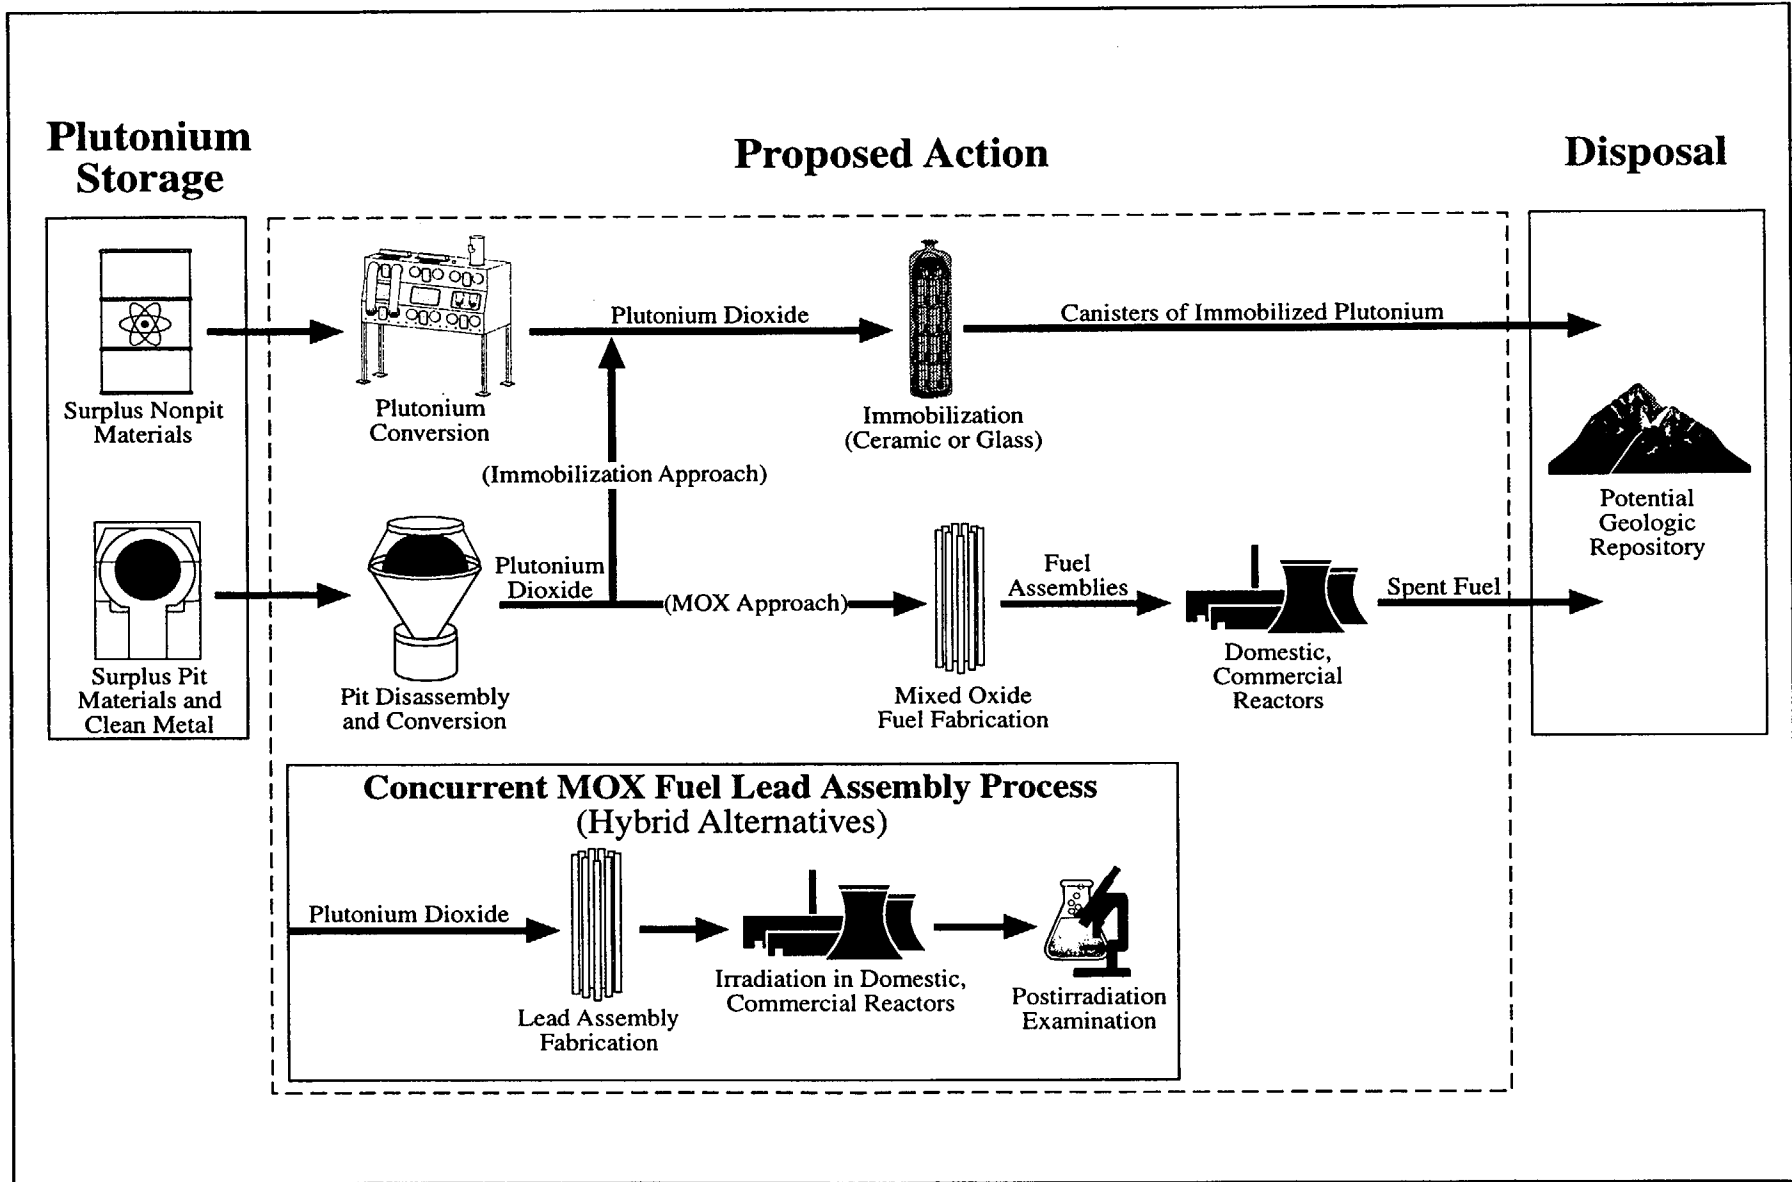 Plutonium
Storage
Proposed Action
Disposal
Surplus Nonpit
Materials
Plutonium
Conversion
Plutonium Dioxide
Immobilization
(Ceramic or Glass)
Canisters of Immobilized Plutonium
(Immobilization Approach)
Potential
Geologic
Repository
Surplus Pit
Materials and
Clean Metal
Pit Disassembly
and Conversion
Plutonium
Dioxide
(MOX Approach)
Mixed Oxide
Fuel Fabrication
Fuel
Assemblies
Domestic,
Commercial
Reactors
Spent Fuel
Concurrent MOX Fuel Lead Assembly Process
(Hybrid Alternatives)
Plutonium Dioxide
Lead Assembly
Fabrication
Irradiation in Domestic,
Commercial Reactors
Postirradiation
Examination